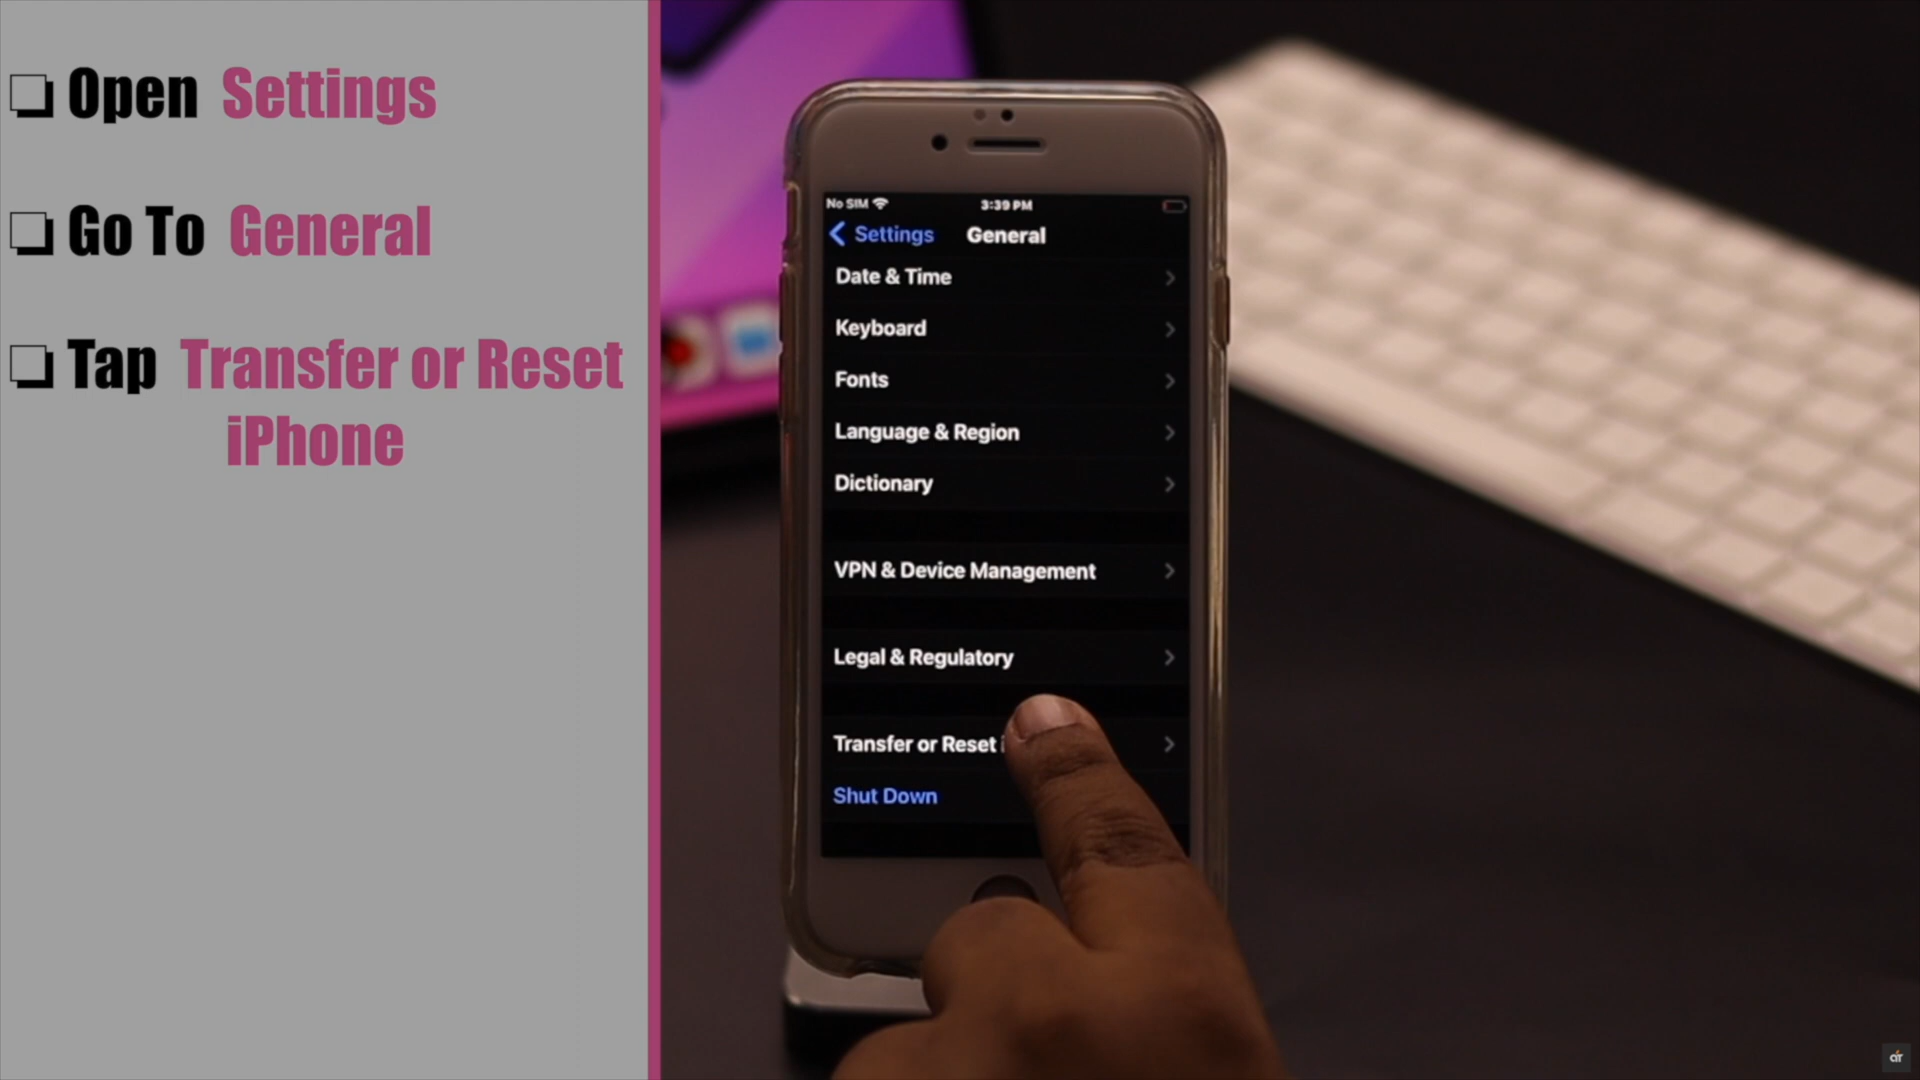 Open Settings
Go To General
Tap Transfer or Reset
iPhone
No SIM 3:39 PM
Settings General
Date & Time
Keyboard
Fonts
Language & Region
Dictionary
VPN & Device Management
Legal & Regulatory
Transfer or Reset
Shut Down
ar